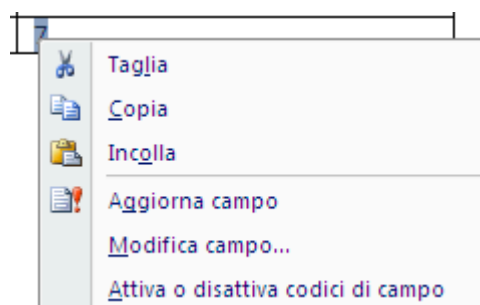 7
Taglia
Copia
Incolla
Aggiorna campo
Modifica campo...
Attiva o disattiva codici di campo